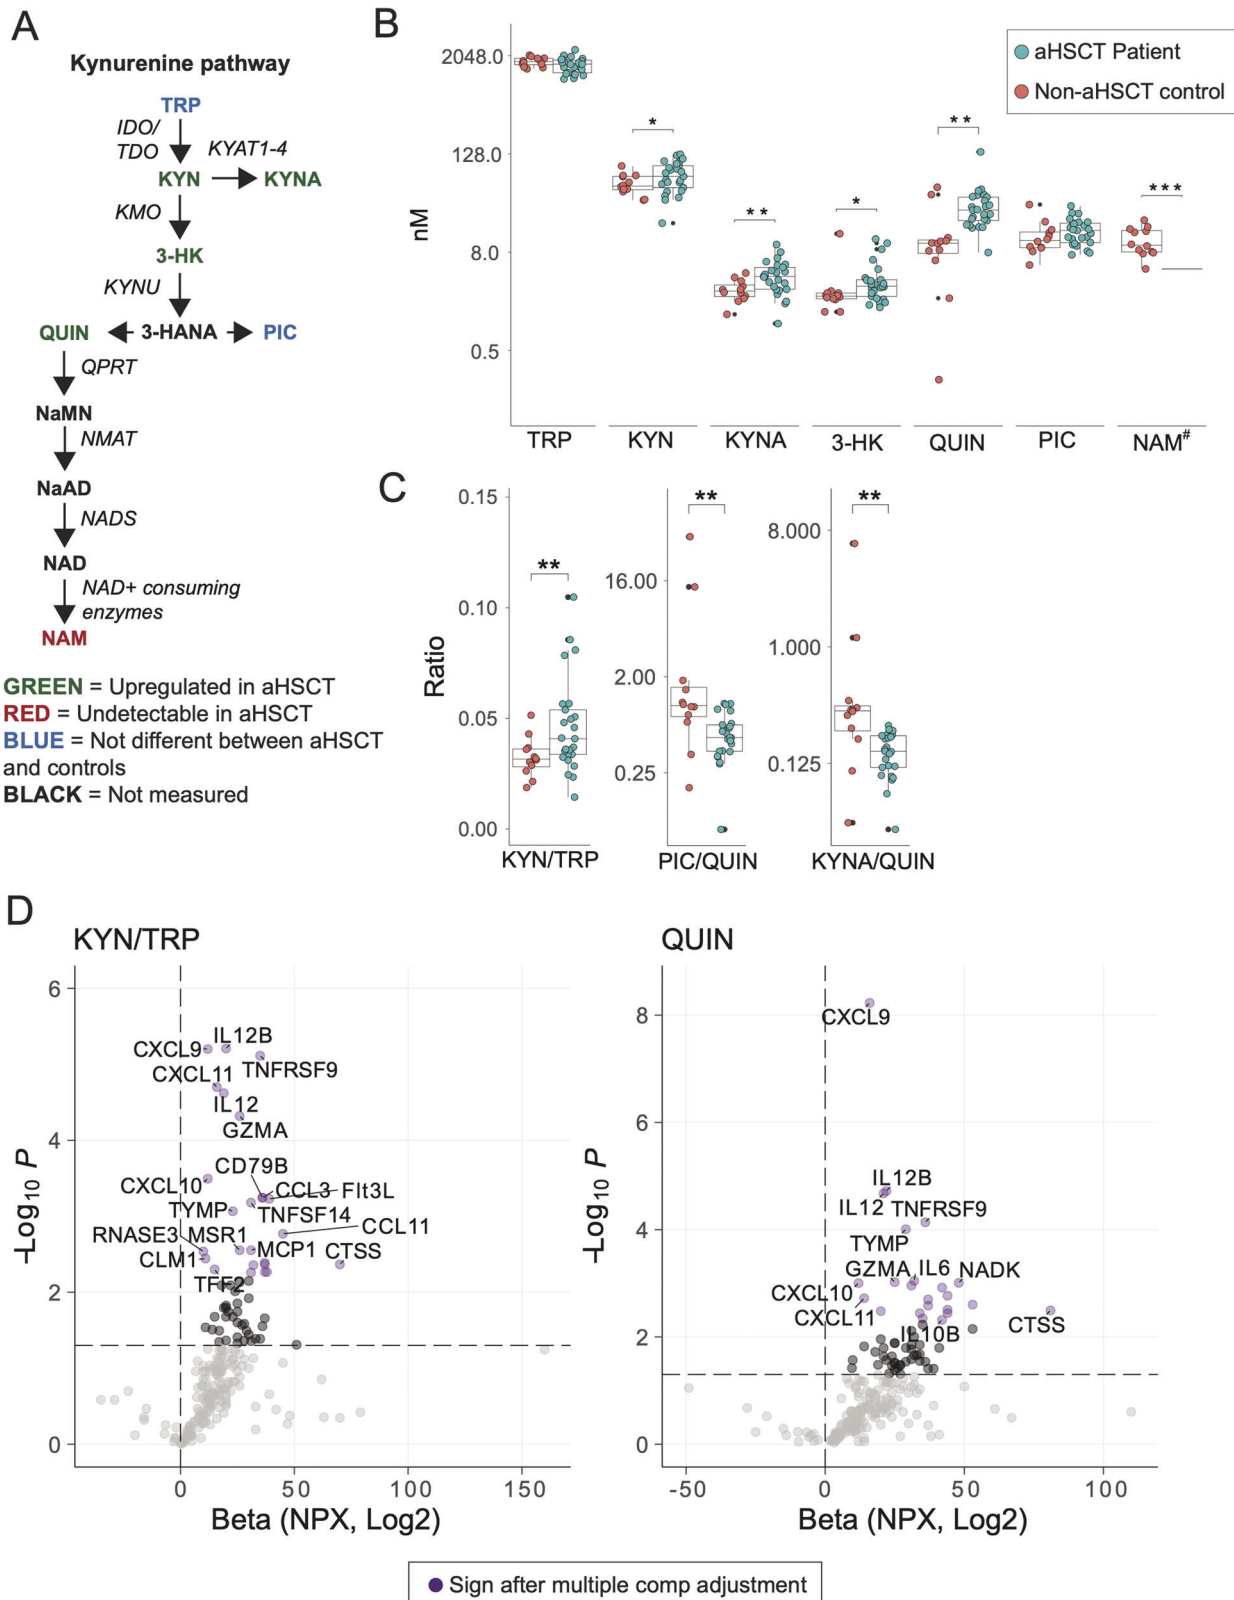 A
Kynurenine pathway
TRP
IDO/
TDO
KYAT1-4
KYN
KYNA
KMO
3-HK
KYNU
QUIN
3-HANA
PIC
QPRT
NaMN
NMAT
NaAD
NADS
NAD
NAD+ consuming
enzymes
NAM
GREEN = Upregulated in aHSCT
RED = Undetectable in aHSCT
BLUE = Not different between aHSCT
and controls
BLACK = Not measured
B
aHSCT Patient
Non-aHSCT control
nM
2048.0
128.0
8.0
0.5
*
**
*
**
***
TRP
KYN
KYNA
3-HK
QUIN
PIC
NAM#
C
Ratio
0.15
0.10
0.05
0.00
**
KYN/TRP
16.00
2.00
0.25
**
PIC/QUIN
8.000
1.000
0.125
**
KYNA/QUIN
D
KYN/TRP
-Log10 P
6
4
2
0
CXCL9
IL12B
TNFRSF9
CXCL11
IL12
GZMA
CD79B
CXCL10
CCL3
Flt3L
TYMP
TNFSF14
CCL11
RNASE3
MSR1
MCP1
CTSS
CLM1
TFF2
0
50
100
150
Beta (NPX, Log2)
QUIN
-Log10 P
8
6
4
2
0
CXCL9
IL12B
IL12
TNFRSF9
TYMP
GZMA
IL6
NADK
CXCL10
CXCL11
IL10B
CTSS
-50
0
50
100
Beta (NPX, Log2)
Sign after multiple comp adjustment